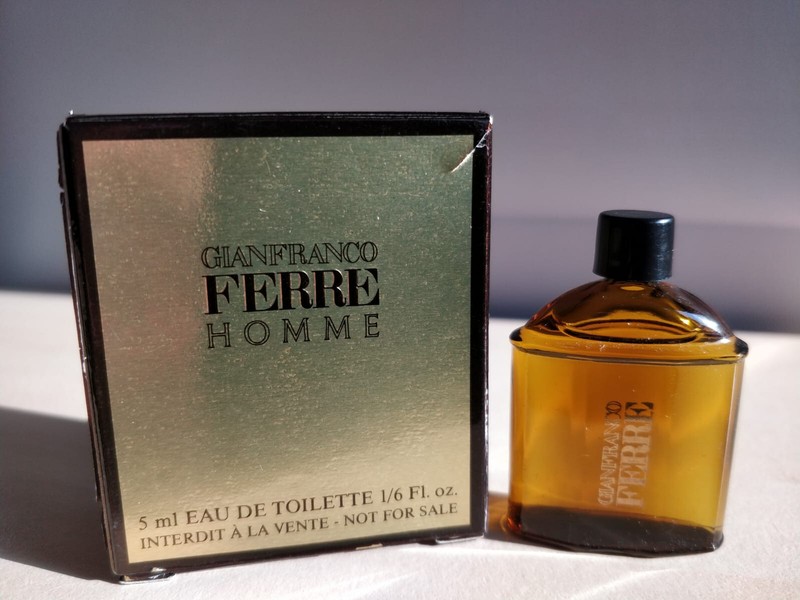 GIANFRANCO
FERRE
HOMME
5 ml EAU DE TOILETTE 1/6 Fl. oz.
INTERDIT À LA VENTE - NOT FOR SALE
GIANFRANCO
FERRE